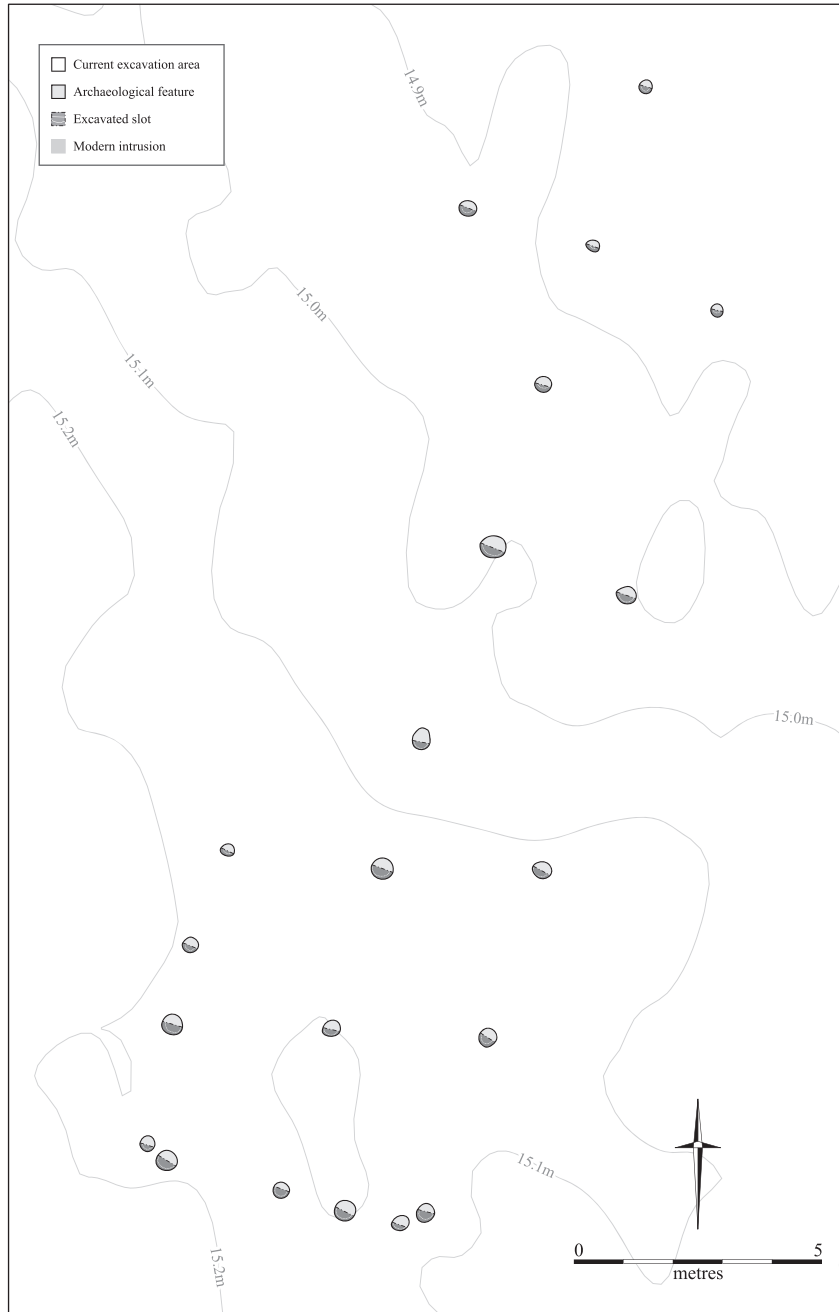 Current excavation area
Archaeological feature
Excavated slot
Modern intrusion
14.9m
15.0m
15.1m
15.2m
15.0m
15.1m
15.2m
0 5
metres